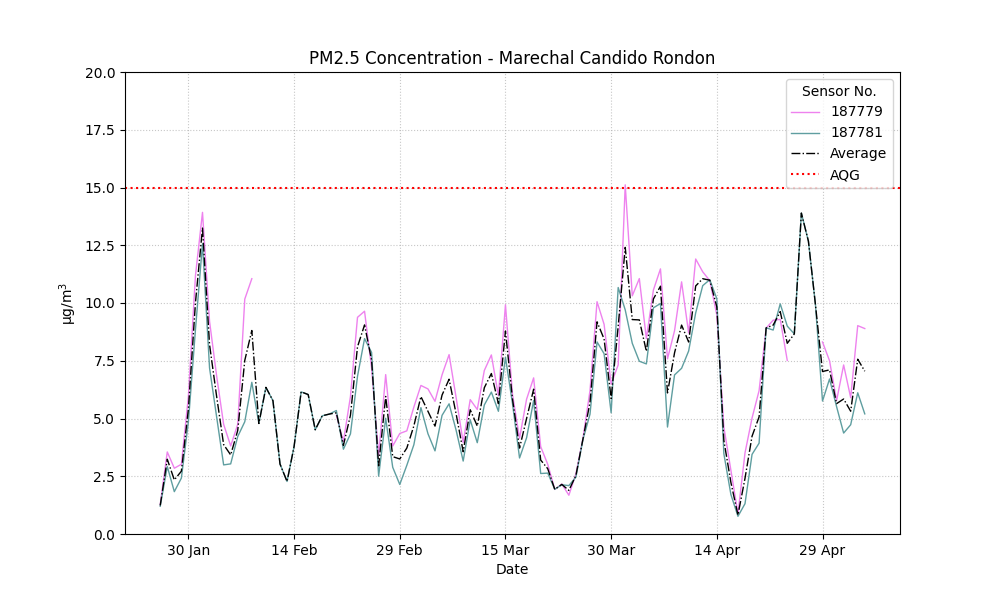 PM2.5 Concentration - Marechal Candido Rondon
Sensor No.
187779
187781
Average
AQG
20.0
17.5
15.0
12.5
10.0
7.5
5.0
2.5
0.0
µg/m³
30 Jan 14 Feb 29 Feb 15 Mar 30 Mar 14 Apr 29 Apr
Date